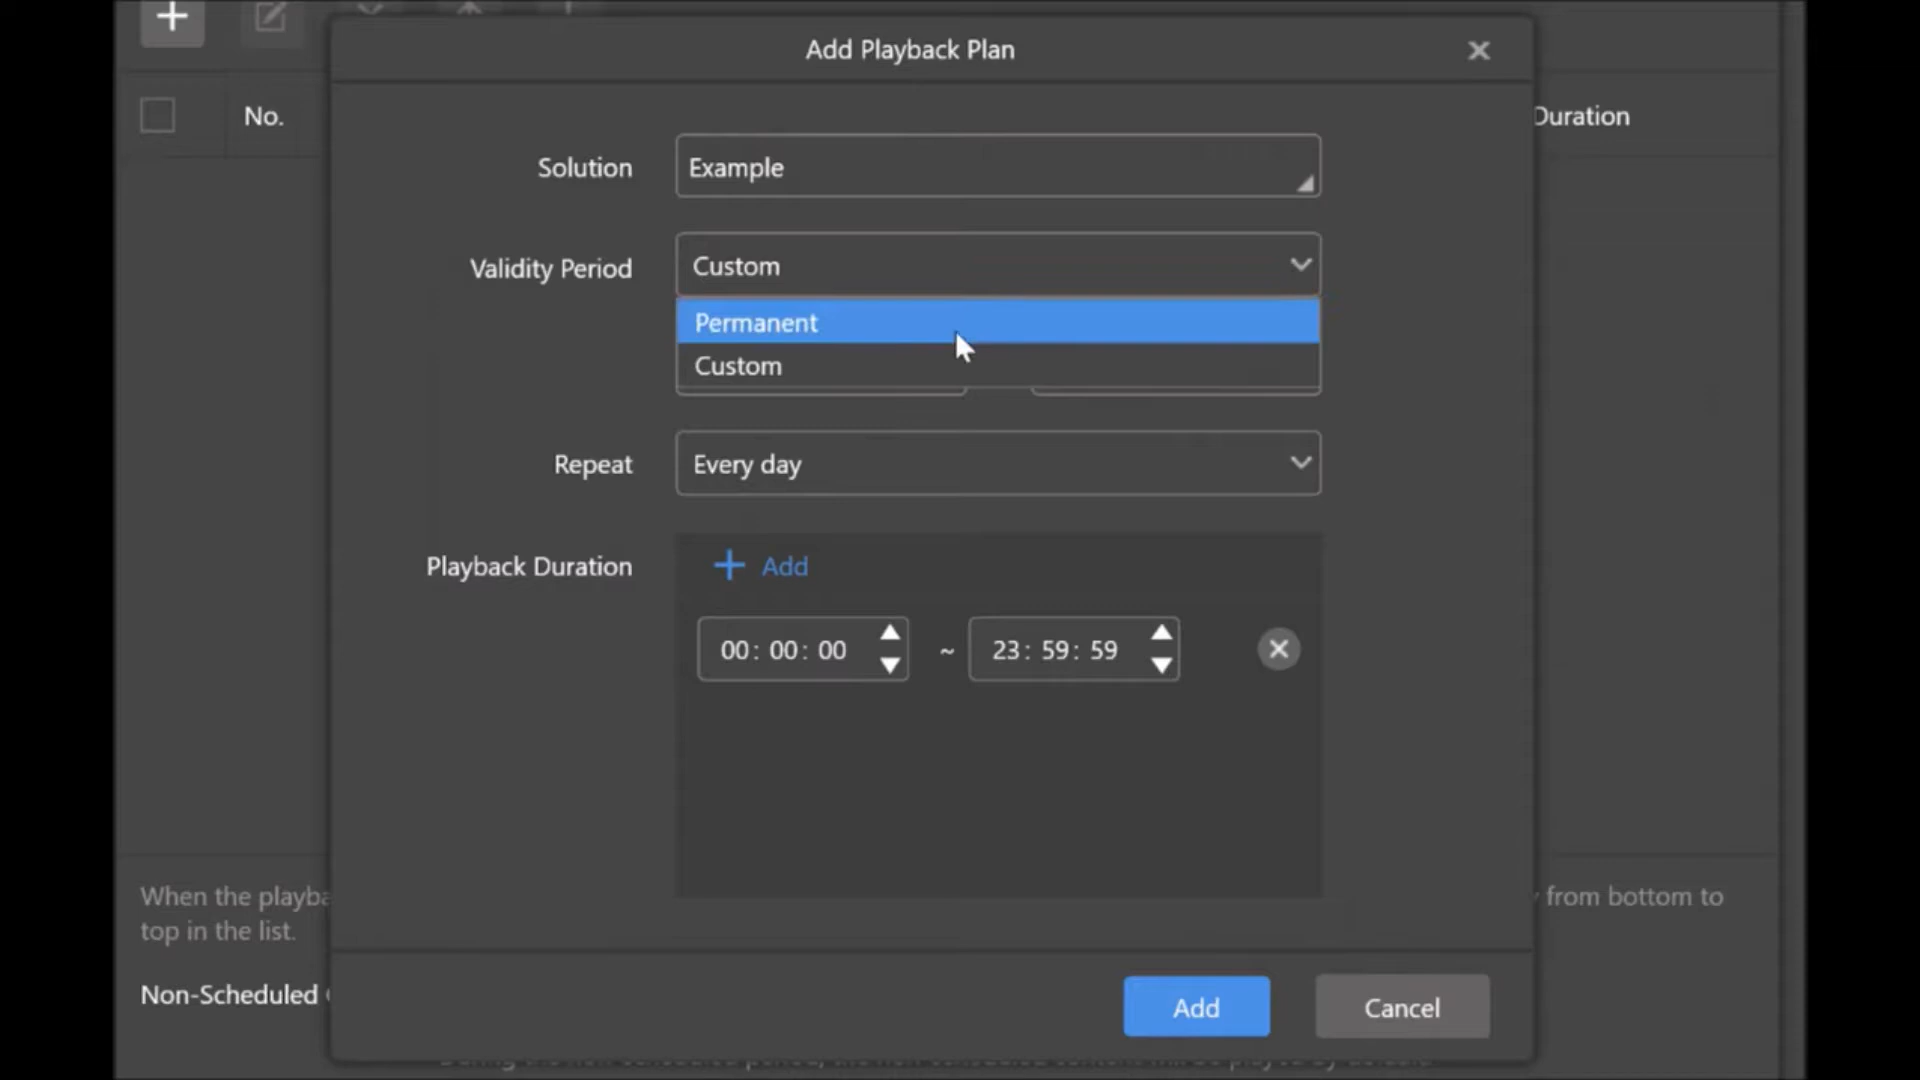 Add Playback Plan
No.
Duration
Solution
Example
Validity Period
Custom
Permanent
Custom
Repeat
Every day
Playback Duration
Add
00: 00: 00
~
23: 59: 59
When the playba
from bottom to
top in the list.
Non-Scheduled
Add
Cancel